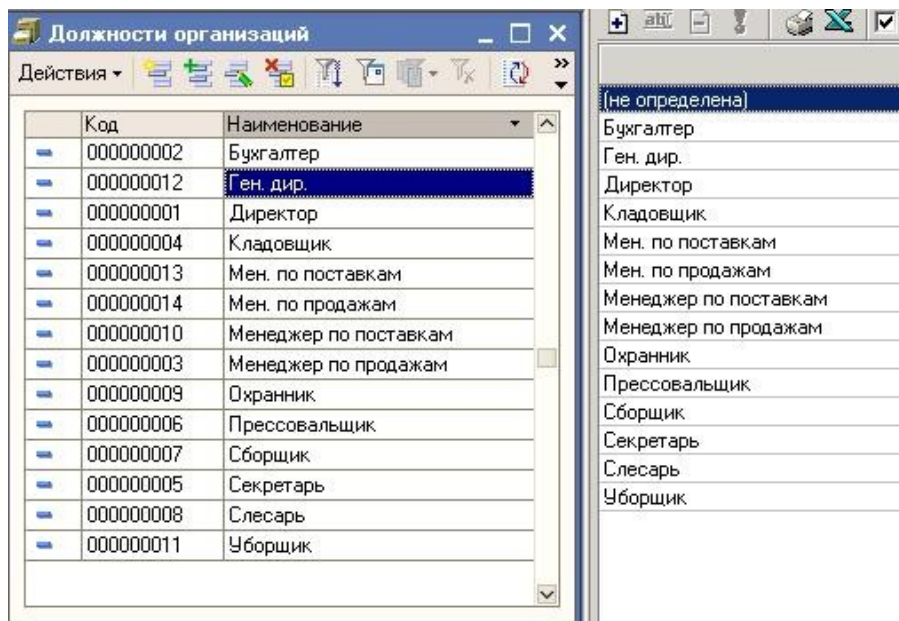 Должности организаций
Действия
Код Наименование
000000002 Бухгалтер
000000012 Ген. дир.
000000001 Директор
000000004 Кладовщик
000000013 Мен. по поставкам
000000014 Мен. по продажам
000000010 Менеджер по поставкам
000000003 Менеджер по продажам
000000009 Охранник
000000006 Прессовальщик
000000007 Сборщик
000000005 Секретарь
000000008 Слесарь
000000011 Уборщик
(не определена)
Бухгалтер
Ген. дир.
Директор
Кладовщик
Мен. по поставкам
Мен. по продажам
Менеджер по поставкам
Менеджер по продажам
Охранник
Прессовальщик
Сборщик
Секретарь
Слесарь
Уборщик